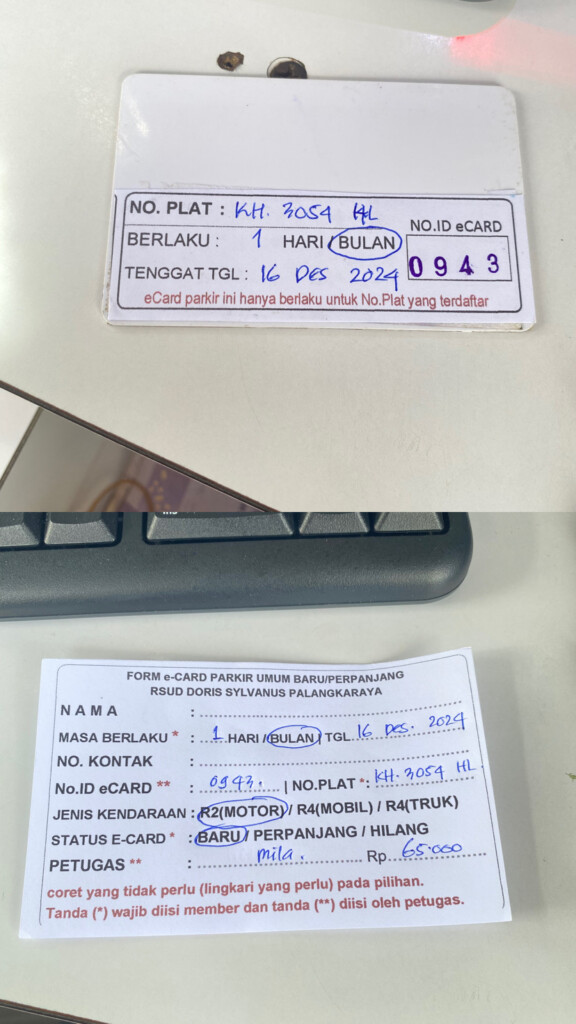 NO. PLAT : KH. 3054 HL
BERLAKU : 1 HARI / BULAN
NO.ID eCARD
0943
TENGGAT TGL : 16 DES 2024
eCard parkir ini hanya berlaku untuk No.Plat yang terdaftar
FORM e-CARD PARKIR UMUM BARU/PERPANJANG
RSUD DORIS SYLVANUS PALANGKARAYA
NAMA :
MASA BERLAKU * : 1 HARI / BULAN / TGL 16 Des. 2024
NO. KONTAK :
No.ID eCARD ** : 0943. | NO.PLAT *: KH. 3054 HL.
JENIS KENDARAAN : R2(MOTOR) / R4(MOBIL) / R4(TRUK)
STATUS E-CARD * : BARU / PERPANJANG / HILANG
PETUGAS ** : mila. Rp. 65.000
coret yang tidak perlu (lingkari yang perlu) pada pilihan.
Tanda (*) wajib diisi member dan tanda (**) diisi oleh petugas.